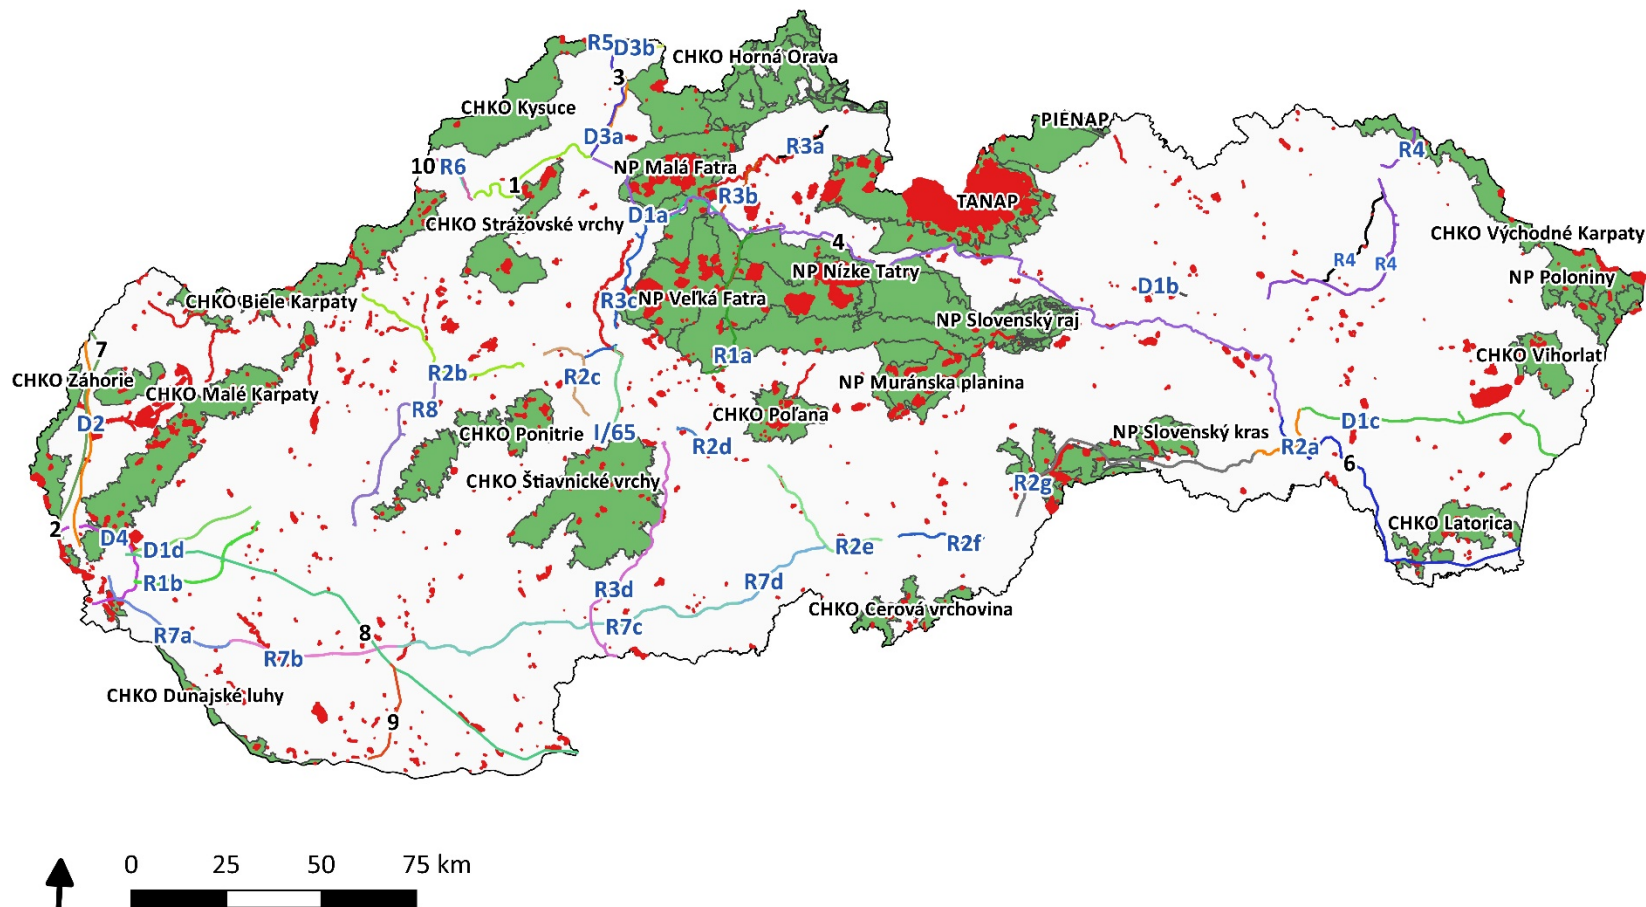 R5
D3b
CHKO Horná Orava
3
CHKO Kysuce
PIENAP
D3a
R3a
R4
10
R6
1
NP Malá Fatra
R3b
TANAP
D1a
CHKO Strážovské vrchy
4
CHKO Východné Karpaty
R4
R4
NP Nízke Tatry
NP Poloniny
D1b
CHKO Biele Karpaty
R3c
NP Veľká Fatra
NP Slovenský raj
7
R1a
CHKO Vihorlat
CHKO Záhorie
R2b
R2c
NP Muránska planina
CHKO Malé Karpaty
R8
CHKO Poľana
D2
D1c
CHKO Ponitrie
I/65
NP Slovenský kras
R2d
R2a
6
CHKO Štiavnické vrchy
R2g
2
D4
CHKO Latorica
D1d
R2e
R2f
R1b
R3d
R7d
CHKO Cerová vrchovina
R7a
8
R7c
R7b
CHKO Dunajské luhy
9
0 25 50 75 km